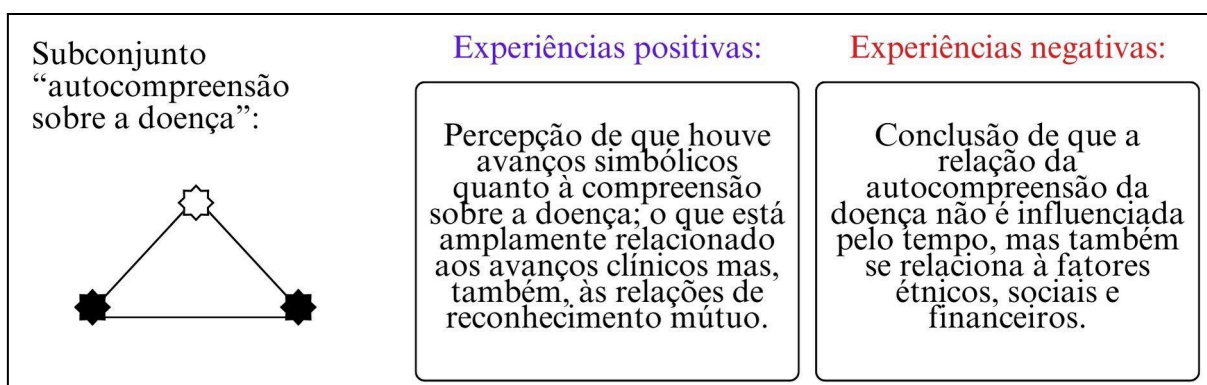 Subconjunto
“autocompreensão
sobre a doença”:
Experiências positivas:
Percepção de que houve
avanços simbólicos
quanto à compreensão
sobre a doença; o que está
amplamente relacionado
aos avanços clínicos mas,
também, às relações de
reconhecimento mútuo.
Experiências negativas:
Conclusão de que a
relação da
autocompreensão da
doença não é influenciada
pelo tempo, mas também
se relaciona à fatores
étnicos, sociais e
financeiros.